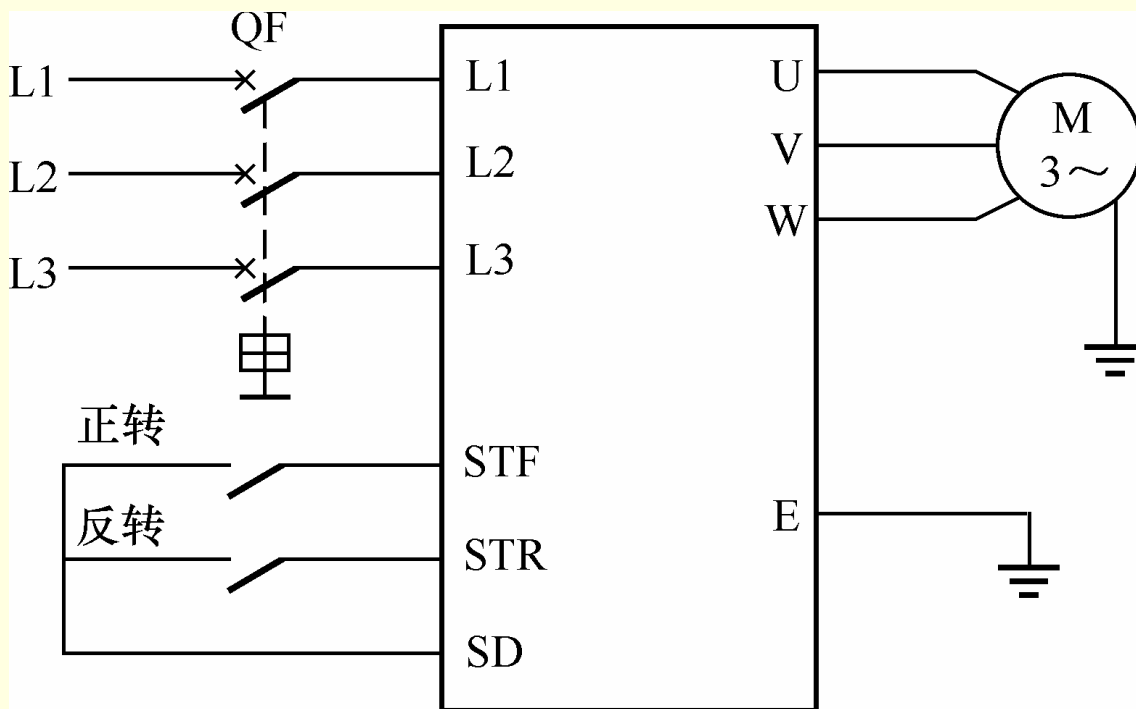 QF
L1 L1 U
M
3～
L2 L2 V
L3 L3 W
正转
STF
反转
STR
E
SD